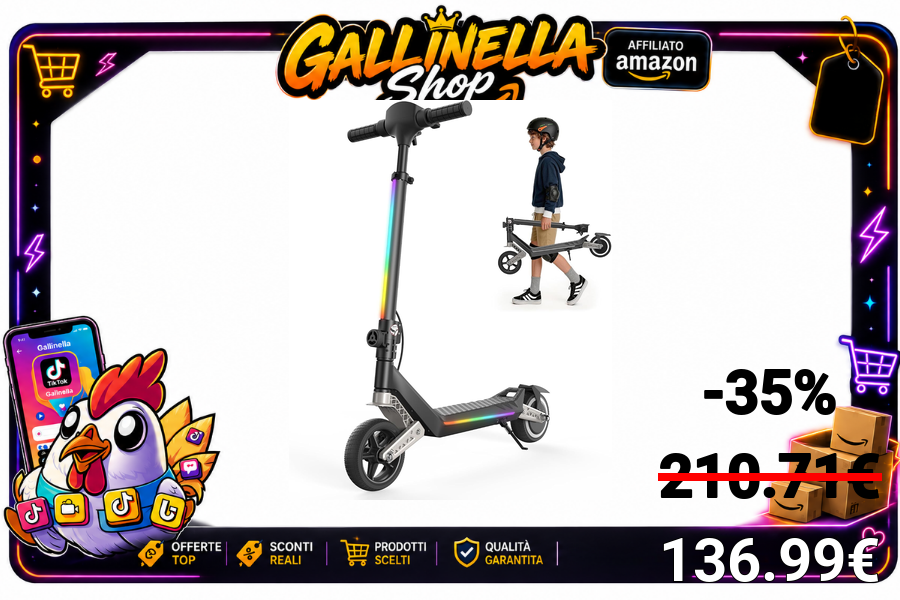 GALLINELLA
Shop
AFFILIATO
amazon
Gallinella
TikTok
Gallinella
-35%
210.71€
136.99€
OFFERTE
TOP
SCONTI
REALI
PRODOTTI
SCELTI
QUALITÀ
GARANTITA